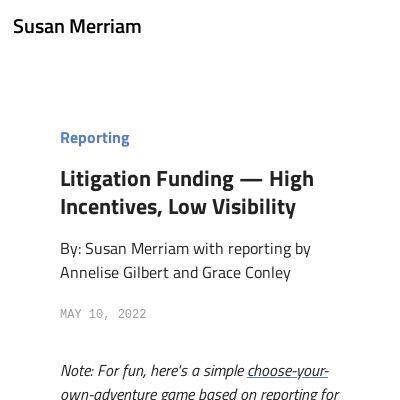 Susan Merriam
Reporting
Litigation Funding — High
Incentives, Low Visibility
By: Susan Merriam with reporting by
Annelise Gilbert and Grace Conley
MAY 10, 2022
Note: For fun, here's a simple choose-your-
own-adventure game based on reporting for